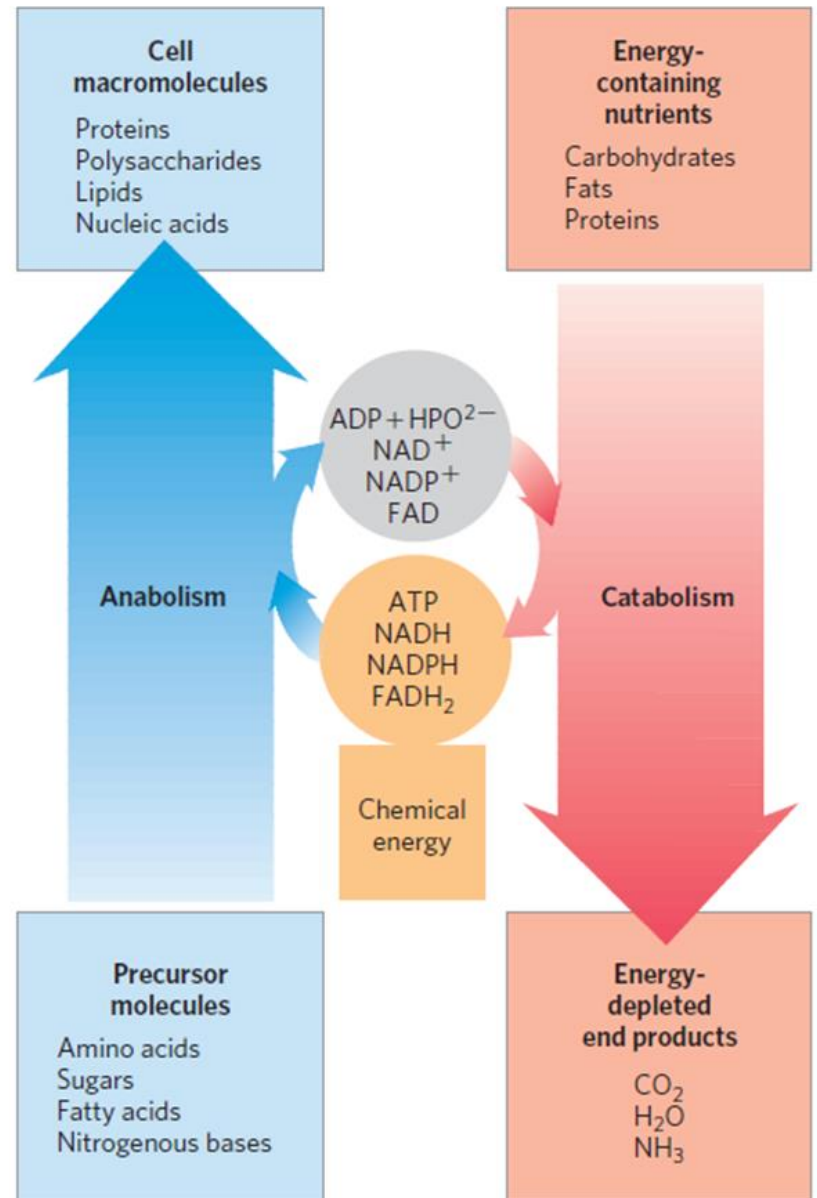 Cell
macromolecules
Proteins
Polysaccharides
Lipids
Nucleic acids
Energy-
containing
nutrients
Carbohydrates
Fats
Proteins
ADP + HPO²⁻
NAD⁺
NADP⁺
FAD
Anabolism
ATP
NADH
NADPH
FADH₂
Catabolism
Chemical
energy
Precursor
molecules
Amino acids
Sugars
Fatty acids
Nitrogenous bases
Energy-
depleted
end products
CO₂
H₂O
NH₃